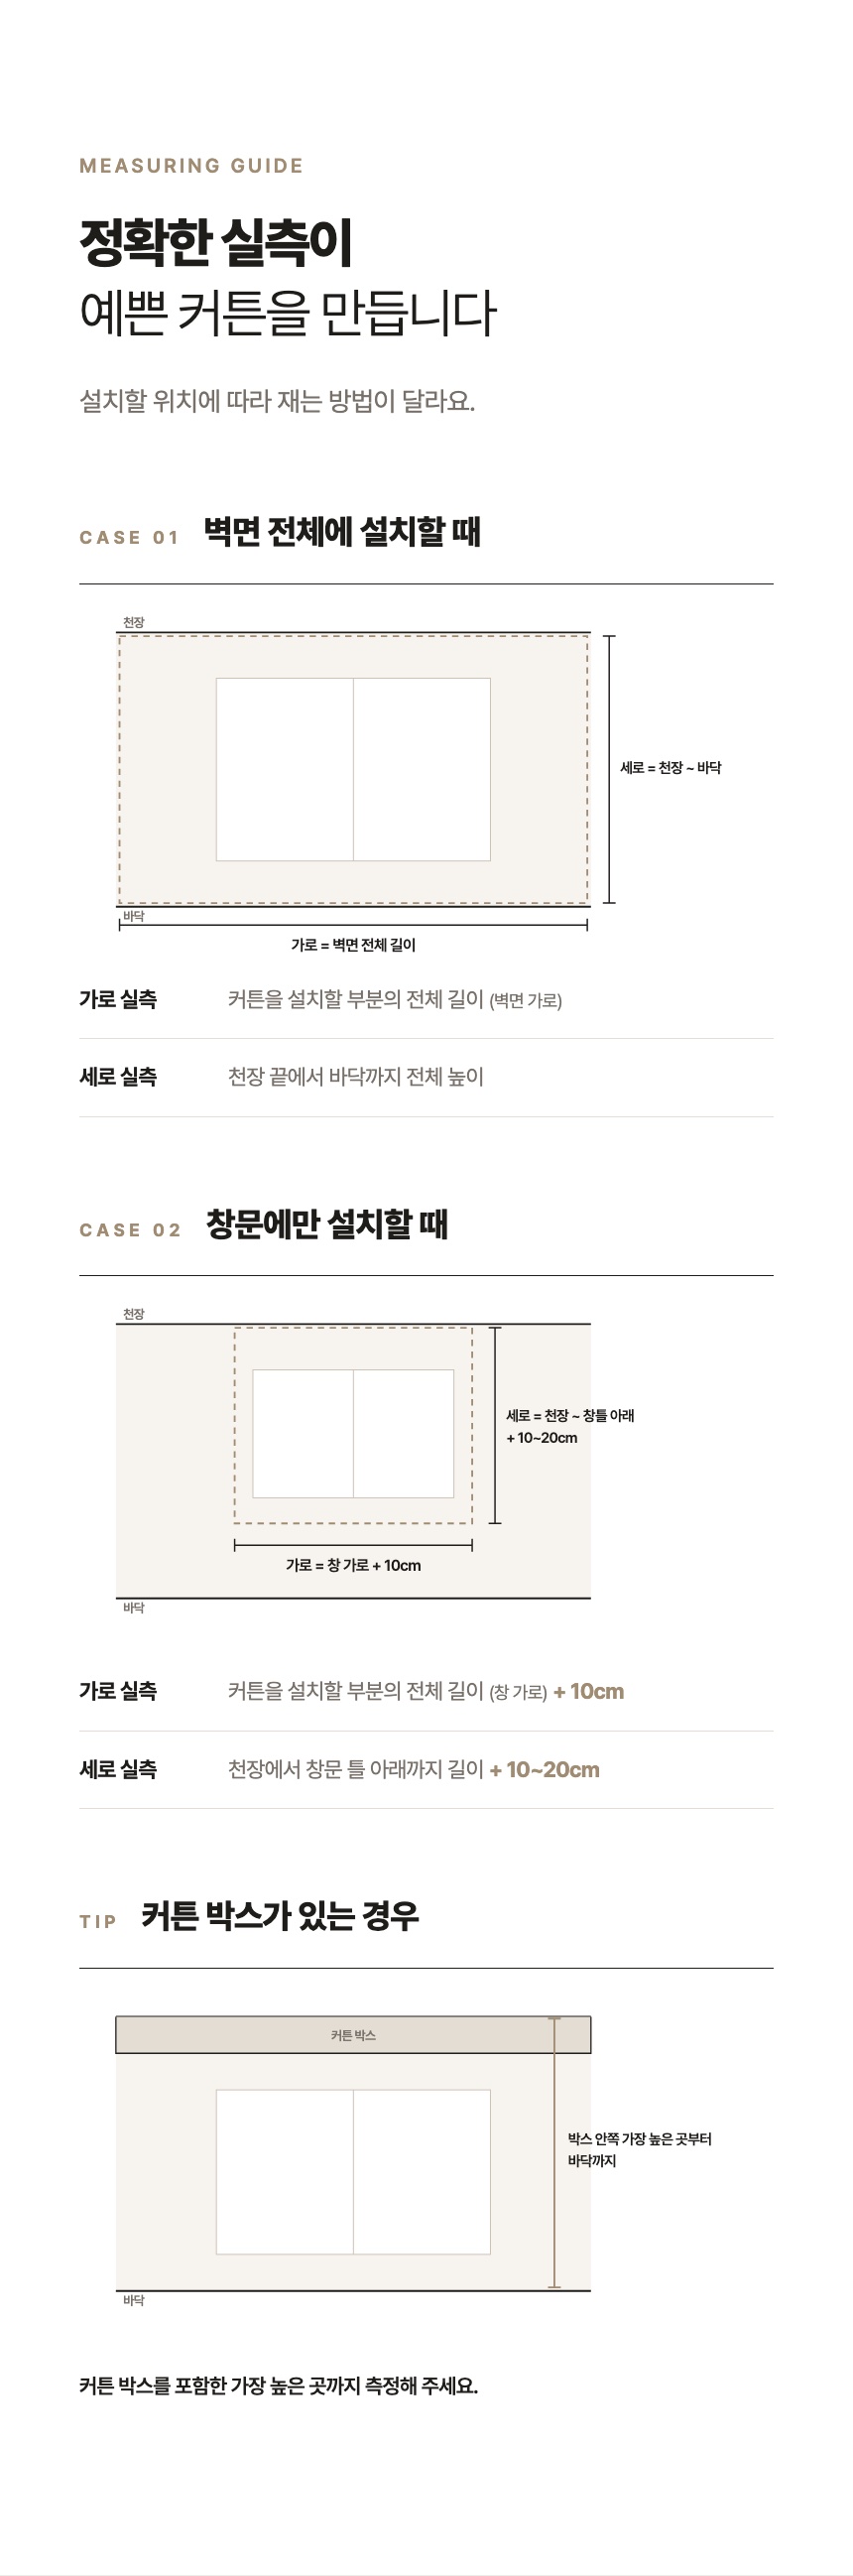 MEASURING GUIDE
정확한 실측이
예쁜 커튼을 만듭니다
설치할 위치에 따라 재는 방법이 달라요.
CASE 01 벽면 전체에 설치할 때
천장
세로 = 천장 ~ 바닥
바닥
가로 = 벽면 전체 길이
가로 실측 커튼을 설치할 부분의 전체 길이 (벽면 가로)
세로 실측 천장 끝에서 바닥까지 전체 높이
CASE 02 창문에만 설치할 때
천장
세로 = 천장 ~ 창틀 아래
+ 10~20cm
가로 = 창 가로 + 10cm
바닥
가로 실측 커튼을 설치할 부분의 전체 길이 (창 가로) + 10cm
세로 실측 천장에서 창문 틀 아래까지 길이 + 10~20cm
TIP 커튼 박스가 있는 경우
커튼 박스
박스 안쪽 가장 높은 곳부터
바닥까지
바닥
커튼 박스를 포함한 가장 높은 곳까지 측정해 주세요.